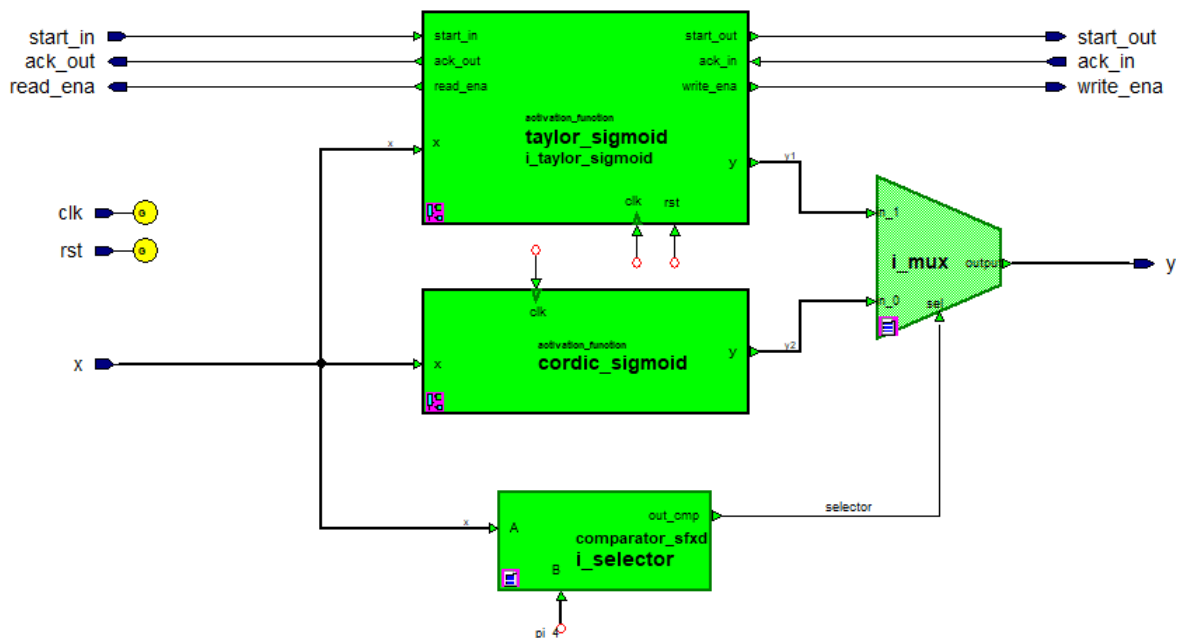 start_in
ack_out
read_ena
start_in
ack_out
read_ena
start_out
ack_in
write_ena
start_out
ack_in
write_ena
activation_function
taylor_sigmoid
i_taylor_sigmoid
x
x
y
y1
clk
rst
clk
G
rst
G
n_1
i_mux
output
y
n_0
sel
clk
activation_function
cordic_sigmoid
x
x
y
y2
selector
x
A
out_cmp
comparator_sfxd
i_selector
B
pi_4